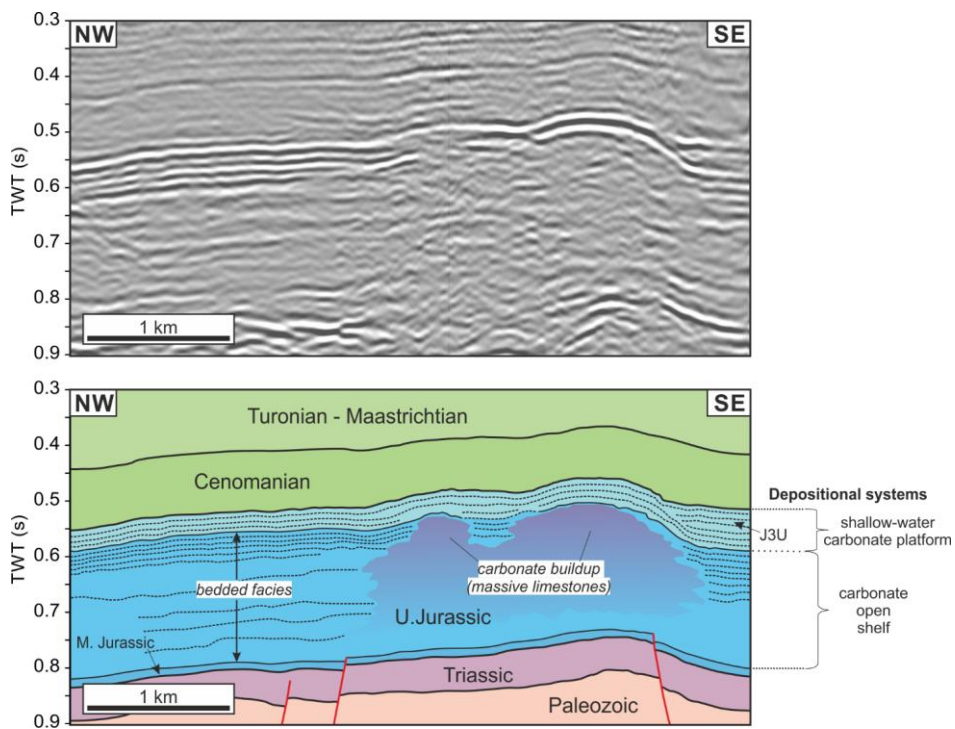 0.3
NW
SE
0.4
0.5
TWT (s)
0.6
0.7
0.8
1 km
0.9
0.3
NW
SE
Turonian - Maastrichtian
0.4
Cenomanian
0.5
Depositional systems
J3U
shallow-water
carbonate platform
TWT (s)
0.6
carbonate buildup
(massive limestones)
bedded facies
carbonate
open
shelf
0.7
U.Jurassic
M. Jurassic
0.8
Triassic
1 km
Paleozoic
0.9